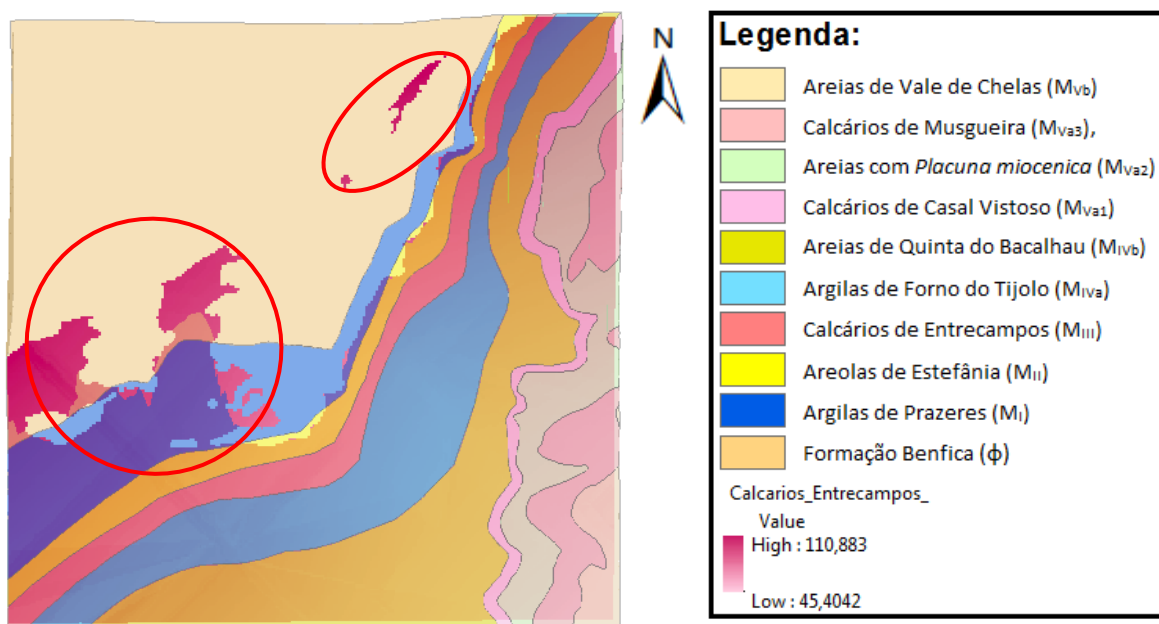 N
Legenda:
Areias de Vale de Chelas (MVb)
Calcários de Musgueira (MVa3),
Areias com Placuna miocenica (MVa2)
Calcários de Casal Vistoso (MVa1)
Areias de Quinta do Bacalhau (MIVb)
Argilas de Forno do Tijolo (MIVa)
Calcários de Entrecampos (MIII)
Areolas de Estefânia (MII)
Argilas de Prazeres (MI)
Formação Benfica (ф)
Calcarios_Entrecampos_
Value
High : 110,883
Low : 45,4042